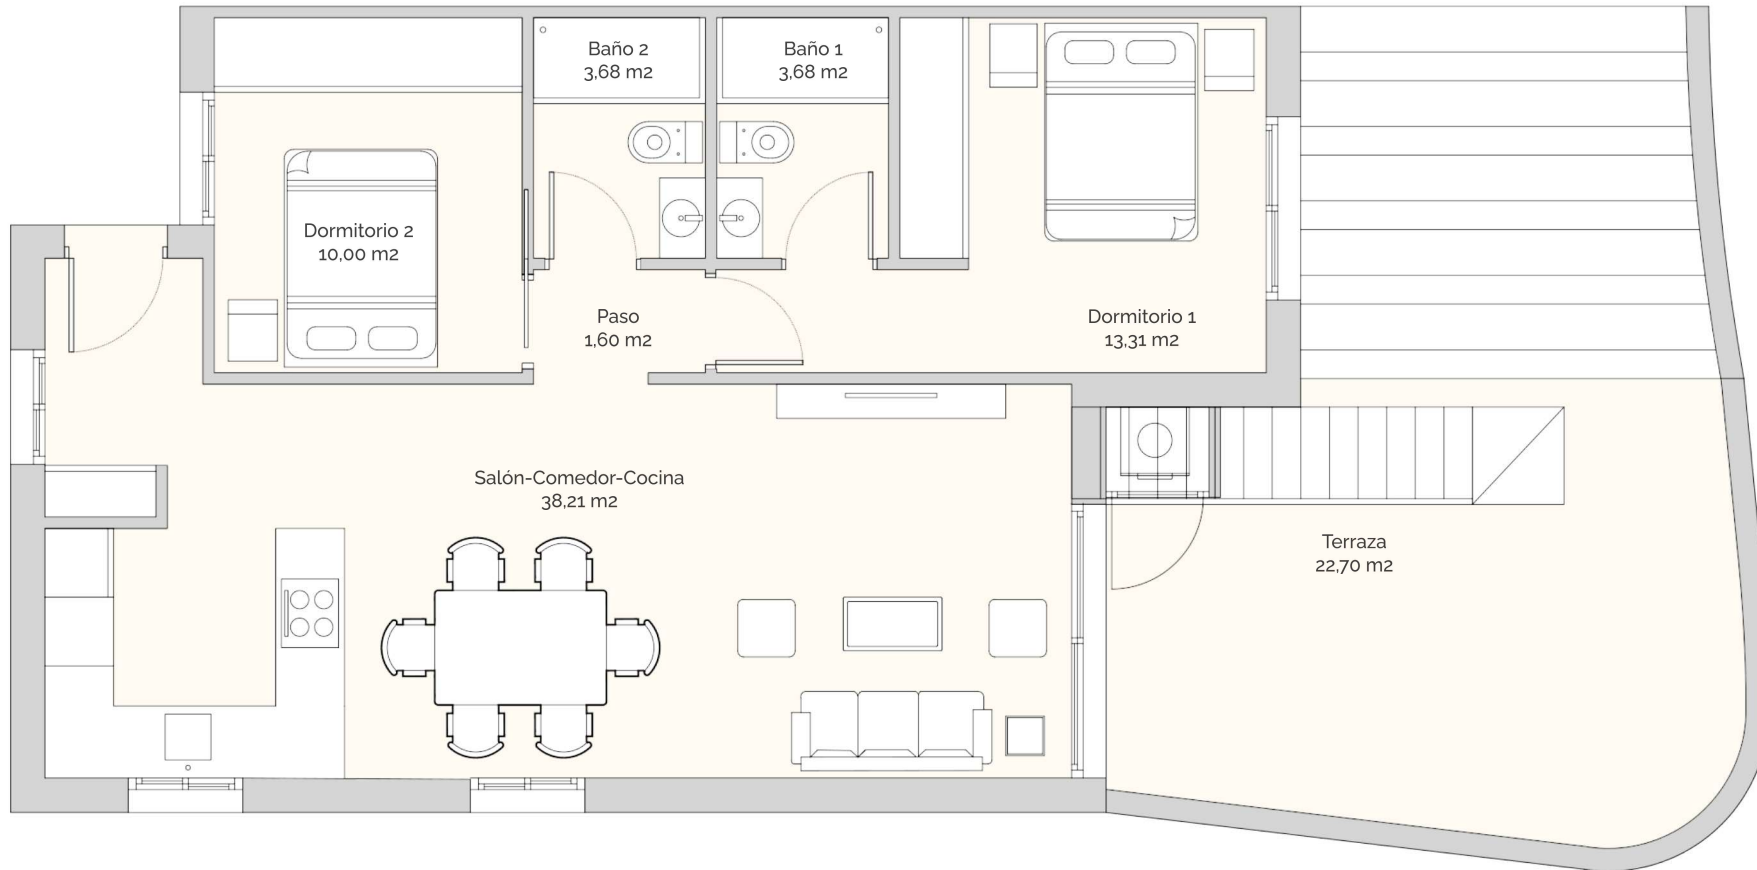 Baño 2
3,68 m2
Baño 1
3,68 m2
Dormitorio 2
10,00 m2
Paso
1,60 m2
Dormitorio 1
13,31 m2
Salón-Comedor-Cocina
38,21 m2
Terraza
22,70 m2